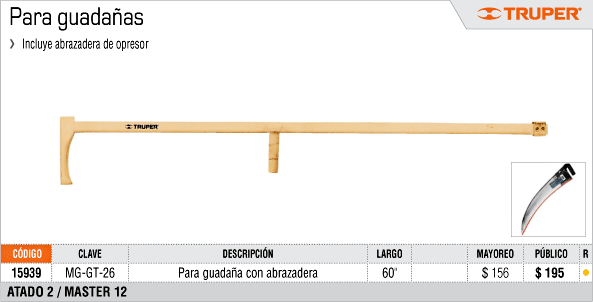 Para guadañas
TRUPER®
❯ Incluye abrazadera de opresor
TRUPER
CÓDIGO CLAVE DESCRIPCIÓN LARGO MAYOREO PÚBLICO R
15939 MG-GT-26 Para guadaña con abrazadera 60" $ 156 $ 195
ATADO 2 / MASTER 12